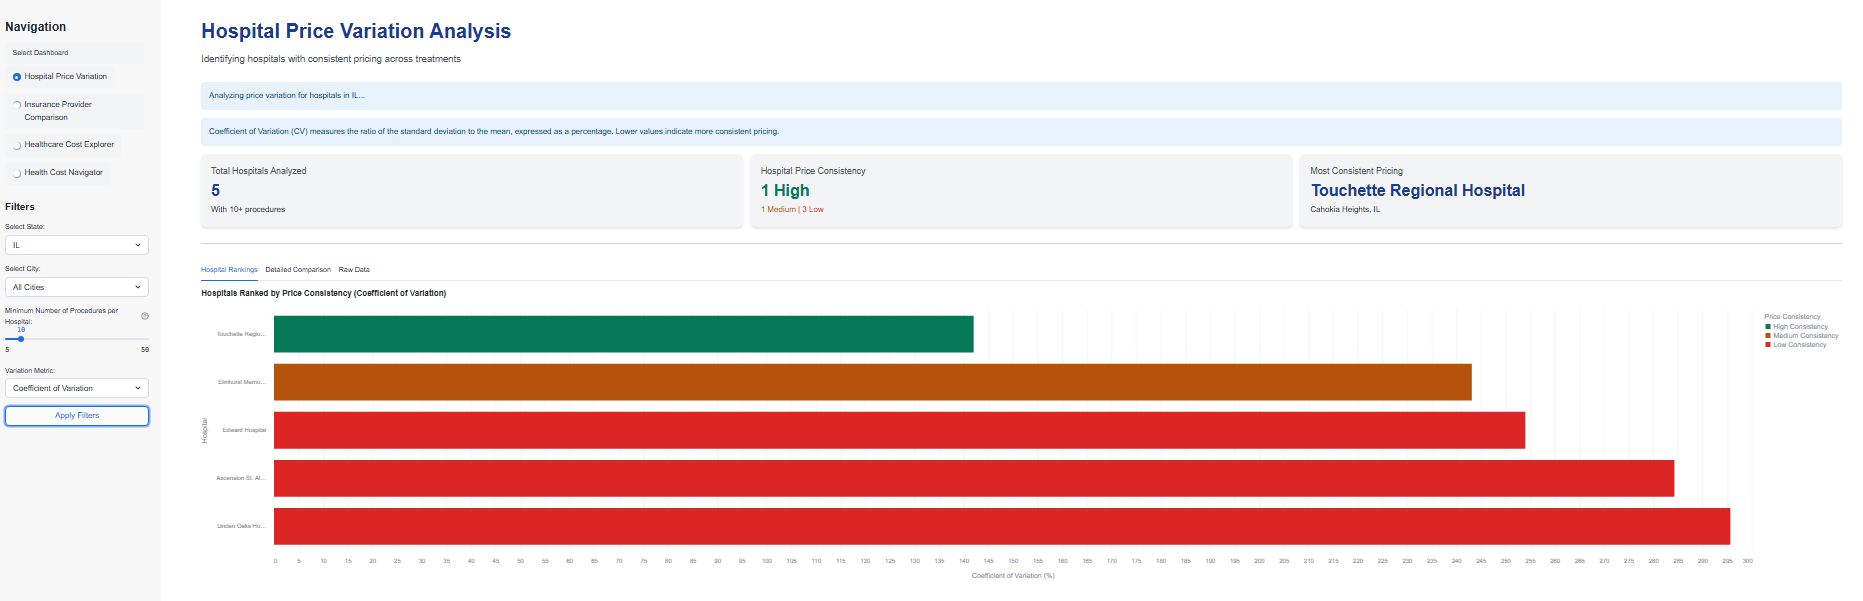 Navigation
Select Dashboard
Hospital Price Variation
Insurance Provider
Comparison
Healthcare Cost Explorer
Health Cost Navigator
Filters
Select State:
IL
Select City:
All Cities
Minimum Number of Procedures per
Hospital:
10
5 50
Variation Metric:
Coefficient of Variation
Apply Filters
Hospital Price Variation Analysis
Identifying hospitals with consistent pricing across treatments
Analyzing price variation for hospitals in IL...
Coefficient of Variation (CV) measures the ratio of the standard deviation to the mean, expressed as a percentage. Lower values indicate more consistent pricing.
Total Hospitals Analyzed
5
With 10+ procedures
Hospital Price Consistency
1 High
1 Medium | 3 Low
Most Consistent Pricing
Touchette Regional Hospital
Cahokia Heights, IL
Hospital Rankings Detailed Comparison Raw Data
Hospitals Ranked by Price Consistency (Coefficient of Variation)
Hospital
Touchette Regio...
Elmhurst Memo...
Edward Hospital
Ascension St. Al...
Linden Oaks Ho...
0 5 10 15 20 25 30 35 40 45 50 55 60 65 70 75 80 85 90 95 100 105 110 115 120 125 130 135 140 145 150 155 160 165 170 175 180 185 190 195 200 205 210 215 220 225 230 235 240 245 250 255 260 265 270 275 280 285 290 295 300
Coefficient of Variation (%)
Price Consistency
High Consistency
Medium Consistency
Low Consistency